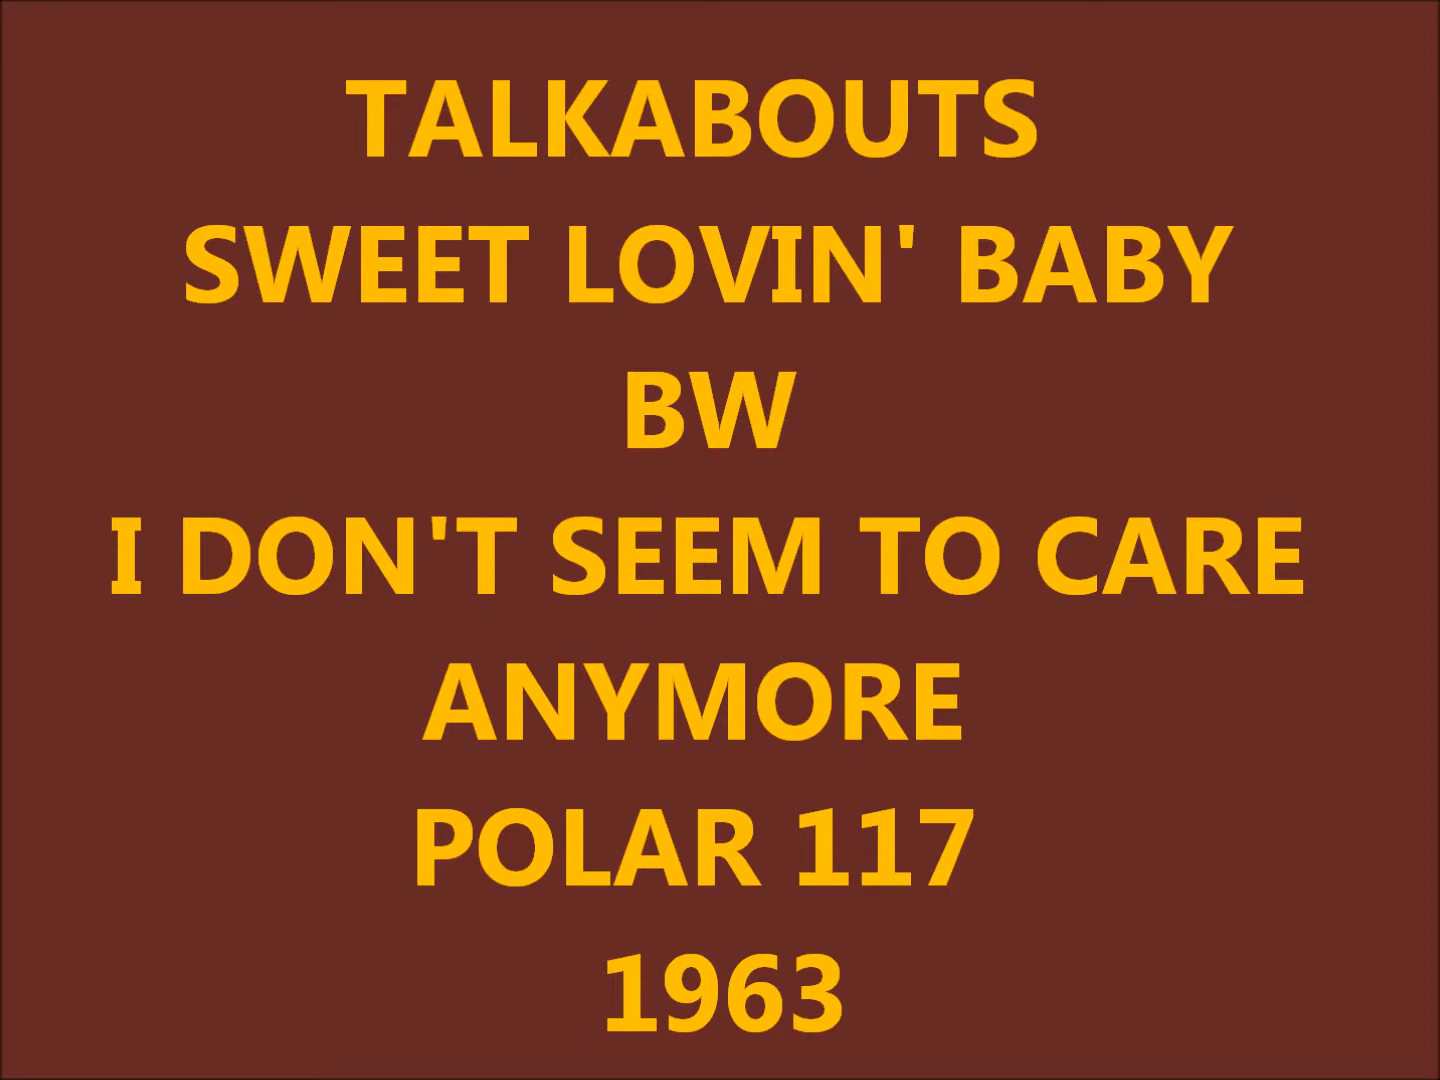 TALKABOUTS
SWEET LOVIN' BABY
BW
I DON'T SEEM TO CARE
ANYMORE
POLAR 117
1963